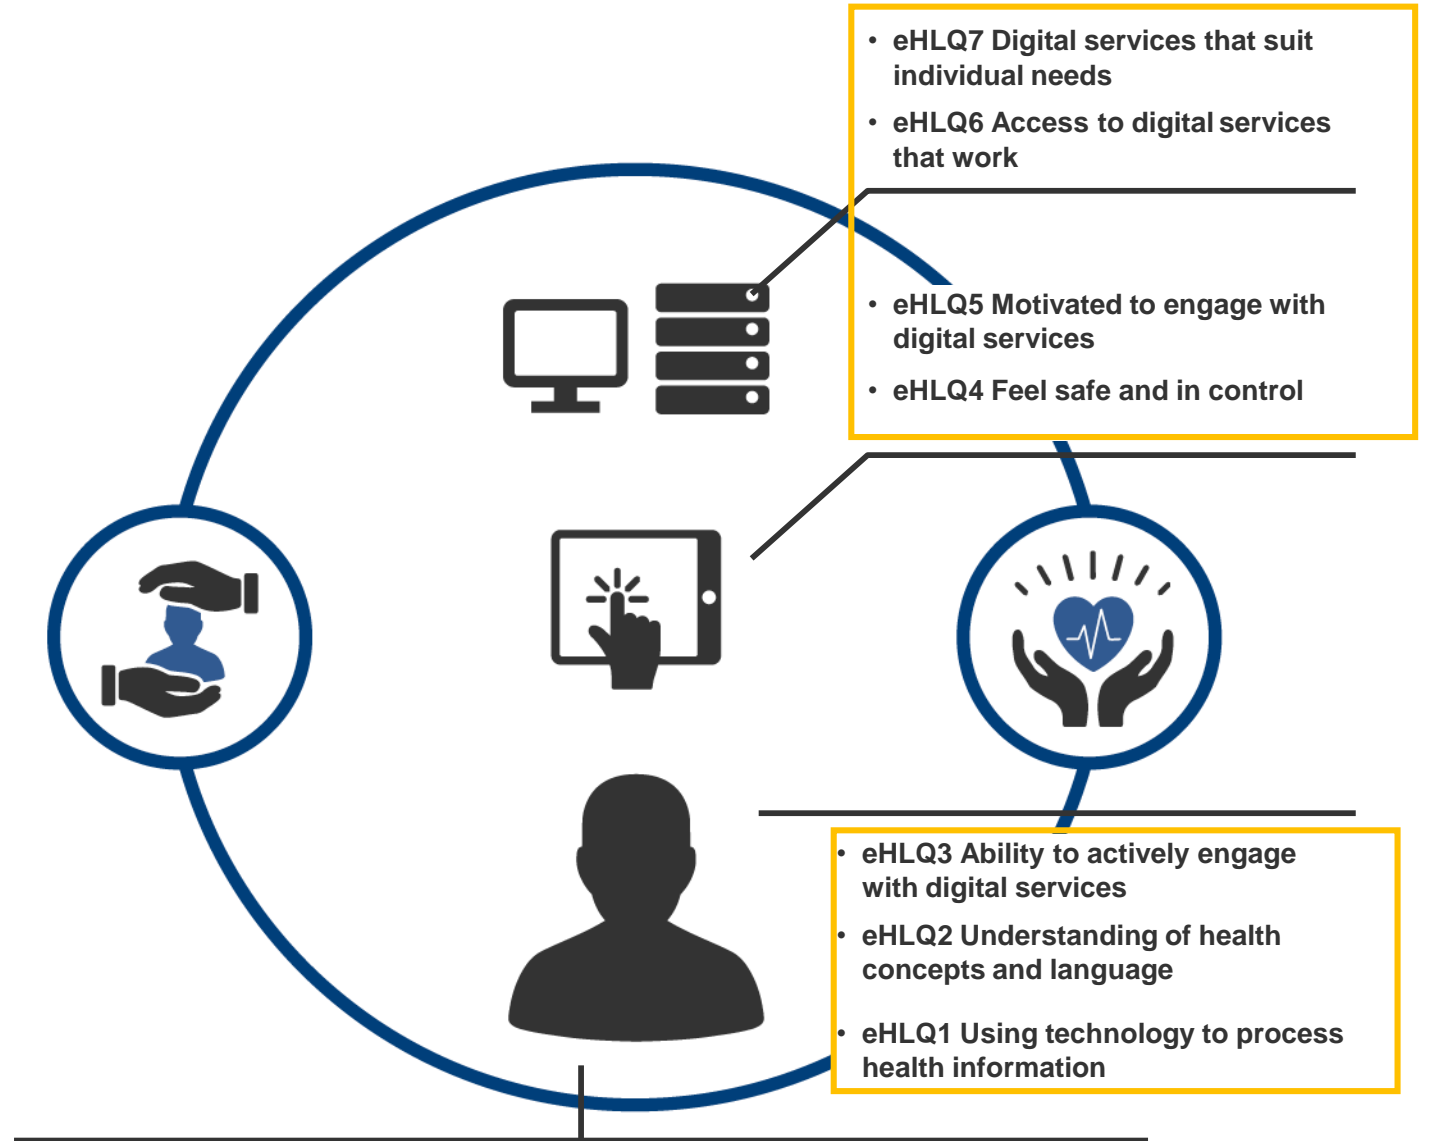 • eHLQ7 Digital services that suit
individual needs
• eHLQ6 Access to digital services
that work
• eHLQ5 Motivated to engage with
digital services
• eHLQ4 Feel safe and in control
• eHLQ3 Ability to actively engage
with digital services
• eHLQ2 Understanding of health
concepts and language
• eHLQ1 Using technology to process
health information